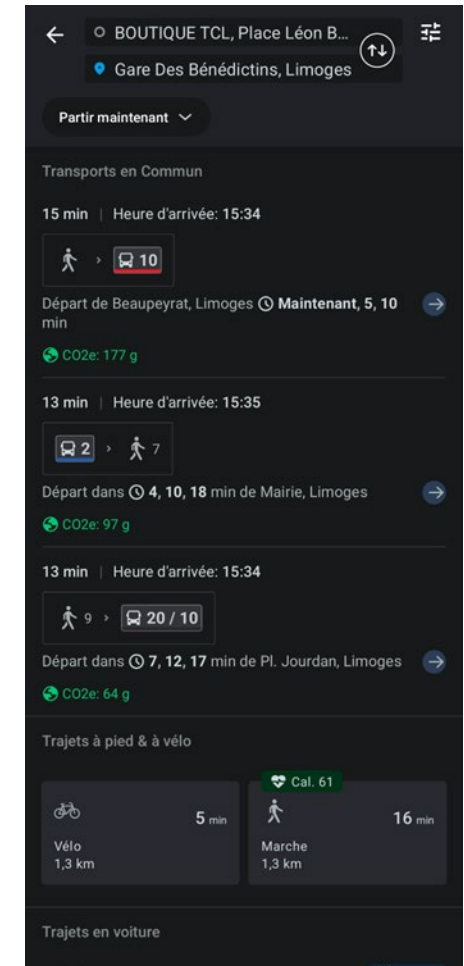 BOUTIQUE TCL, Place Léon B...
Gare Des Bénédictins, Limoges
Partir maintenant
Transports en Commun
15 min | Heure d'arrivée: 15:34
10
Départ de Beaupeyrat, Limoges Maintenant, 5, 10
min
CO2e: 177 g
13 min | Heure d'arrivée: 15:35
2 > 7
Départ dans 4, 10, 18 min de Mairie, Limoges
CO2e: 97 g
13 min | Heure d'arrivée: 15:34
9 > 20 / 10
Départ dans 7, 12, 17 min de Pl. Jourdan, Limoges
CO2e: 64 g
Trajets à pied & à vélo
5 min
Vélo
1,3 km
Cal. 61
16 min
Marche
1,3 km
Trajets en voiture